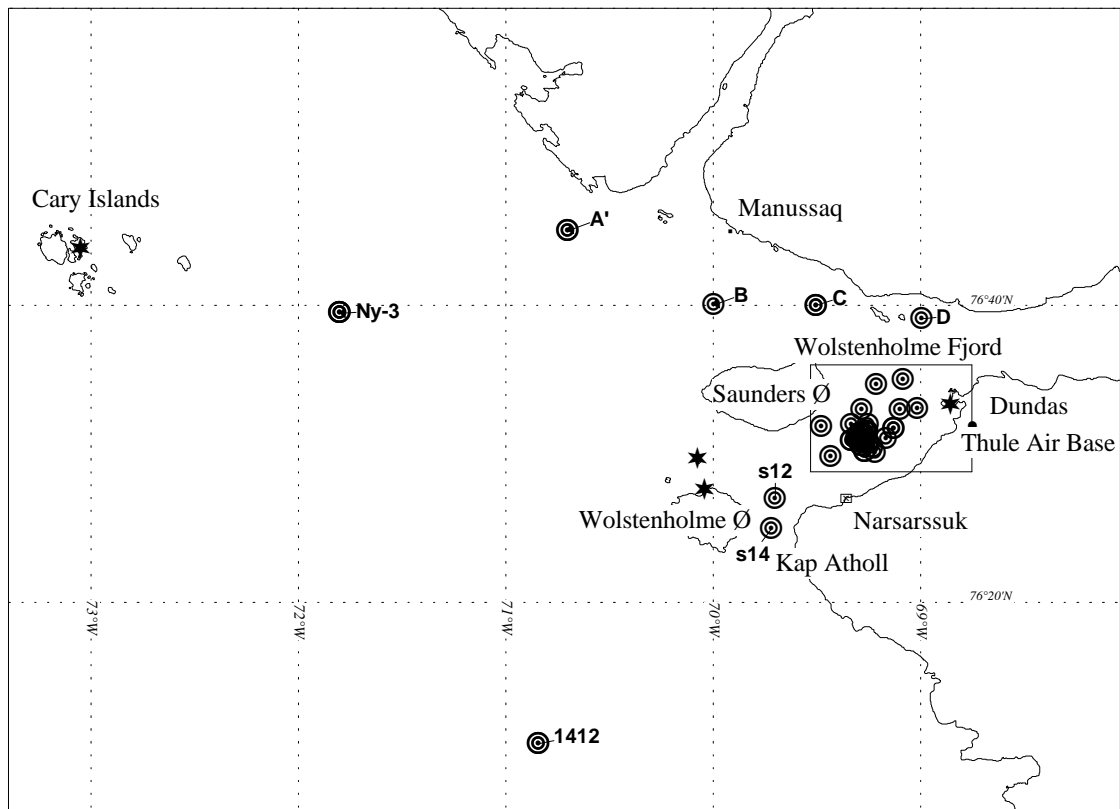 Cary Islands
A'
Manussaq
B
C
76°40'N
Ny-3
D
Wolstenholme Fjord
Saunders Ø
Dundas
Thule Air Base
s12
Wolstenholme Ø
Narsarssuk
s14
Kap Atholl
76°20'N
73°W
72°W
71°W
70°W
69°W
1412